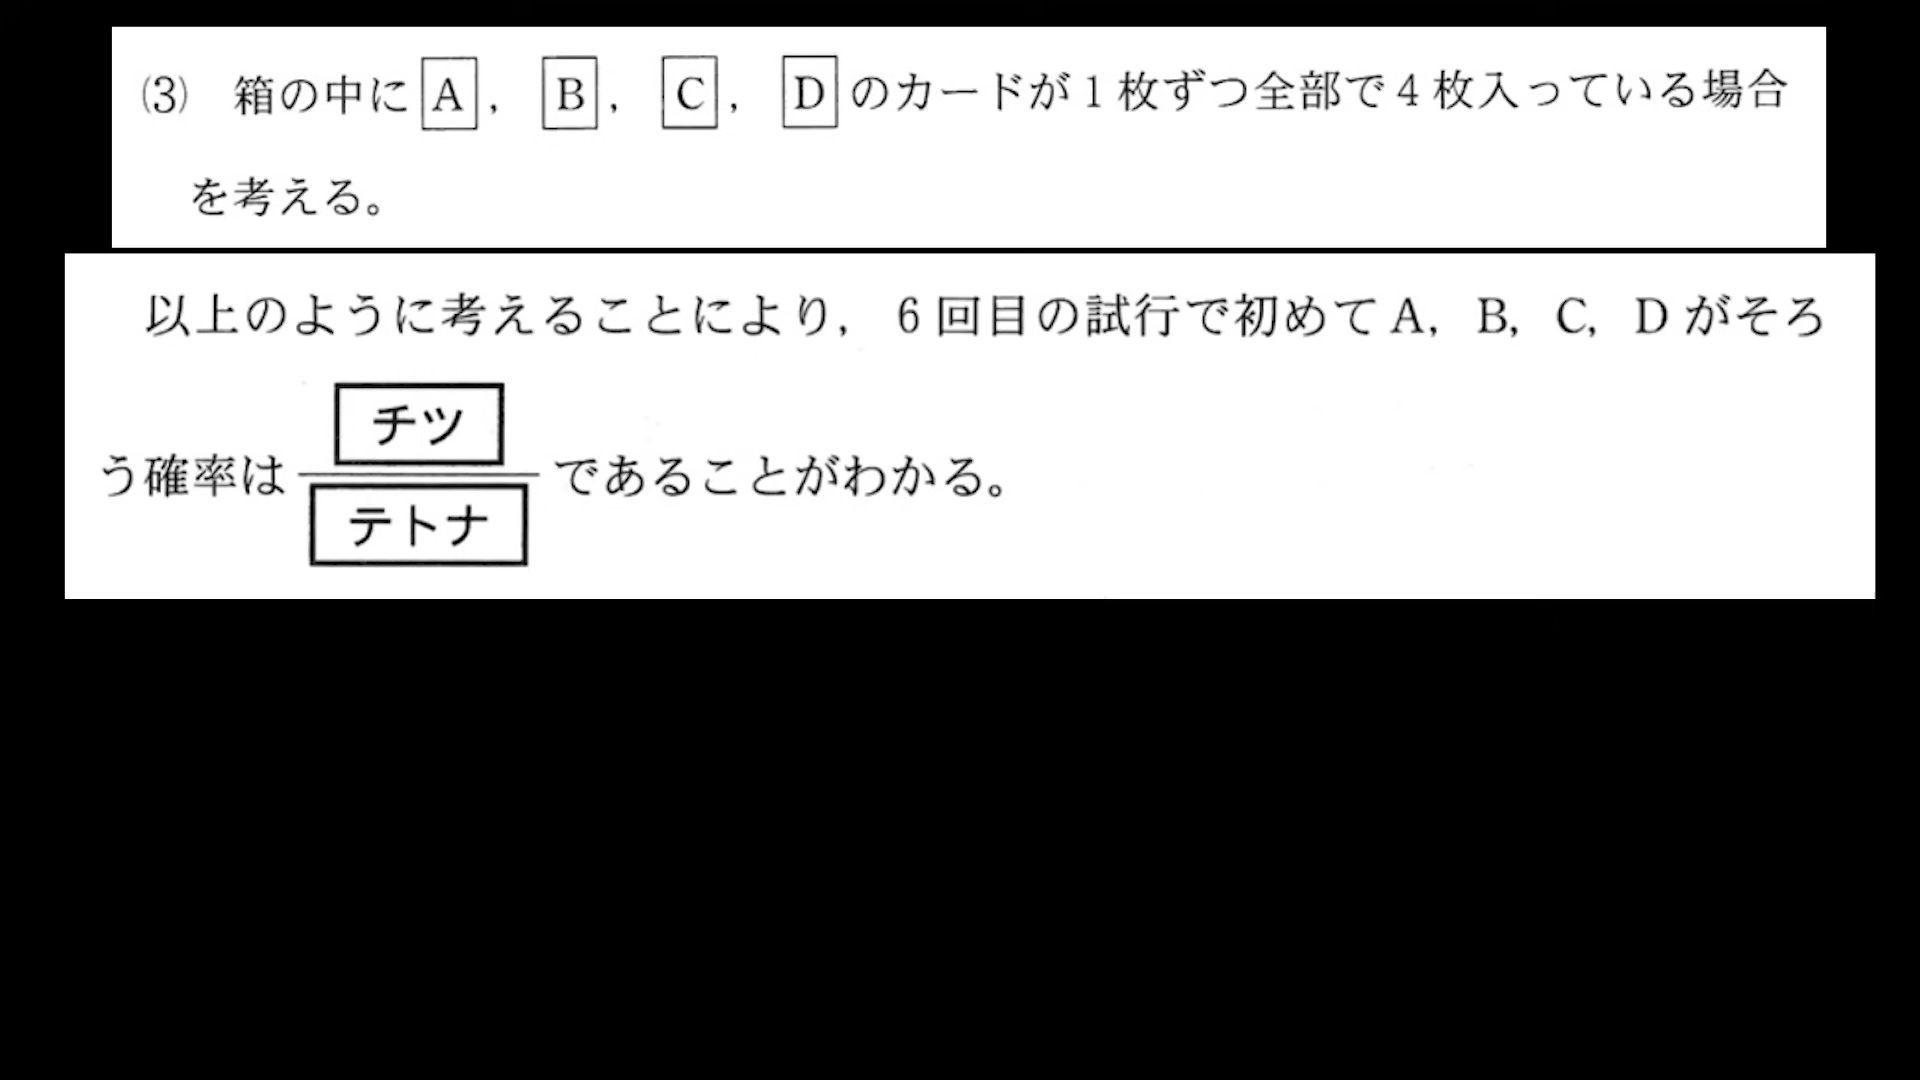 (3) 箱の中に A , B , C , D のカードが1枚ずつ全部で4枚入っている場合
を考える。
以上のように考えることにより，6回目の試行で初めてA，B，C，Dがそろ
チツ
う確率は であることがわかる。
テトナ